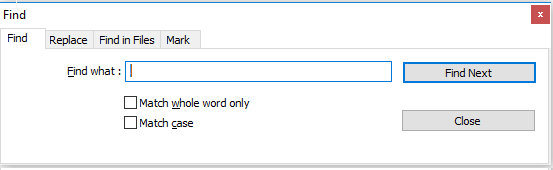 Find
x
Find Replace Find in Files Mark
Find what :
Find Next
Match whole word only
Match case
Close